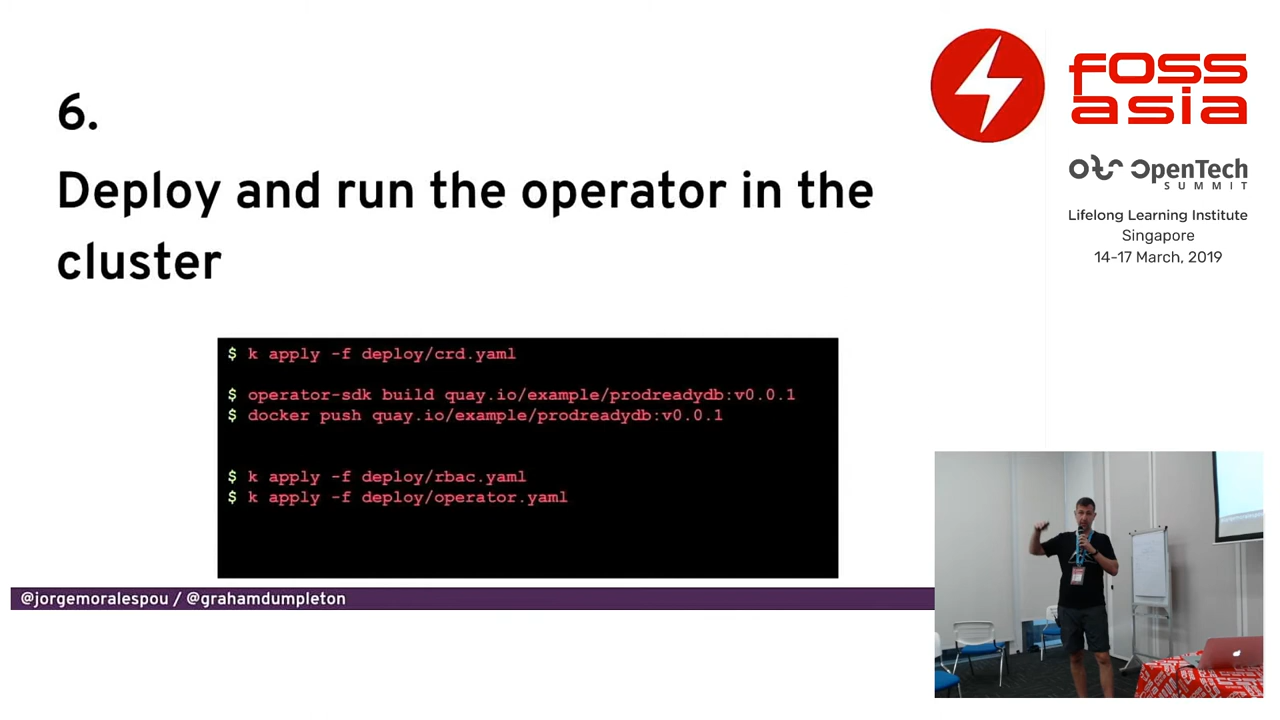 6.
Deploy and run the operator in the
cluster
$ k apply -f deploy/crd.yaml
$ operator-sdk build quay.io/example/prodreadydb:v0.0.1
$ docker push quay.io/example/prodreadydb:v0.0.1
$ k apply -f deploy/rbac.yaml
$ k apply -f deploy/operator.yaml
@jorgemoralespou / @grahamdumpleton
FOSS
asia
OpenTech
SUMMIT
Lifelong Learning Institute
Singapore
14-17 March, 2019